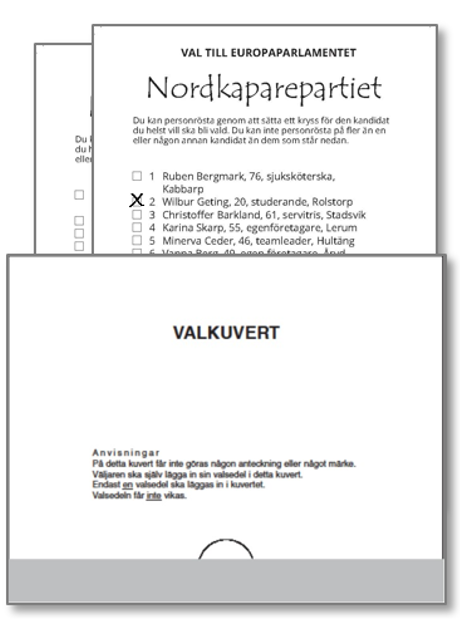 VAL TILL EUROPAPARLAMENTET
Nordkaparepartiet
Du kan personrösta genom att sätta ett kryss för den kandidat
du helst vill ska bli vald. Du kan inte personrösta på fler än en
eller någon annan kandidat än dem som står nedan.
1 Ruben Bergmark, 76, sjuksköterska,
Kabbarp
X 2 Wilbur Geting, 20, studerande, Rolstorp
3 Christoffer Barkland, 61, servitris, Stadsvik
4 Karina Skarp, 55, egenföretagare, Lerum
5 Minerva Ceder, 46, teamleader, Hultäng
VALKUVERT
Anvisningar
På detta kuvert får inte göras någon anteckning eller något märke.
Väljaren ska själv lägga in sin valsedel i detta kuvert.
Endast en valsedel ska läggas in i kuvertet.
Valsedeln får inte vikas.